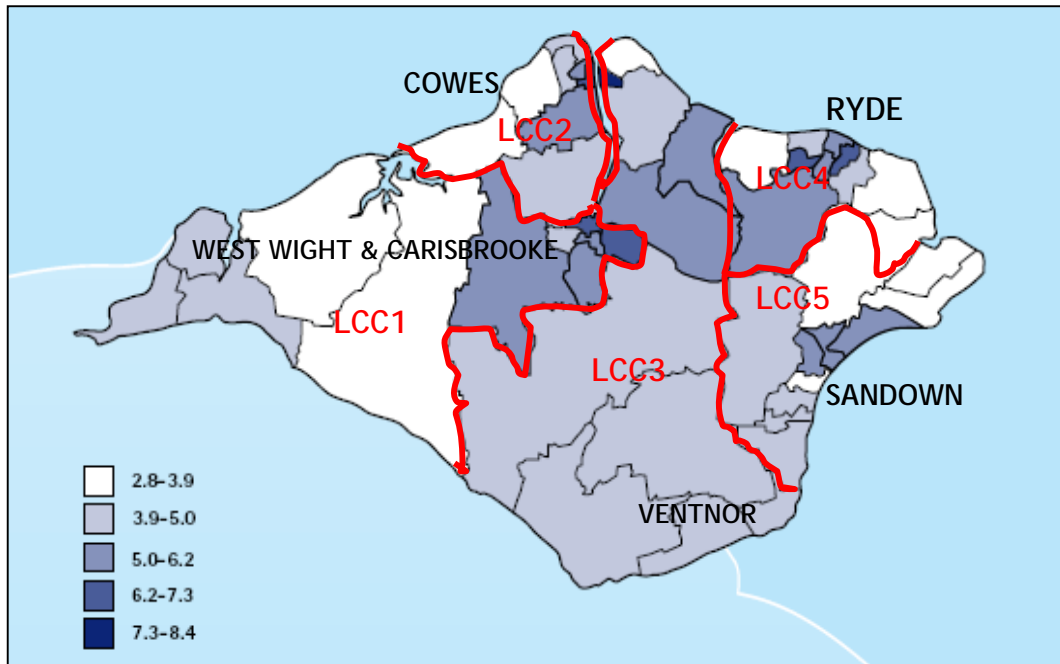 COWES
RYDE
LCC2
LCC4
WEST WIGHT & CARISBROOKE
LCC5
LCC1
LCC3
SANDOWN
VENTNOR
2.8–3.9
3.9–5.0
5.0–6.2
6.2–7.3
7.3–8.4